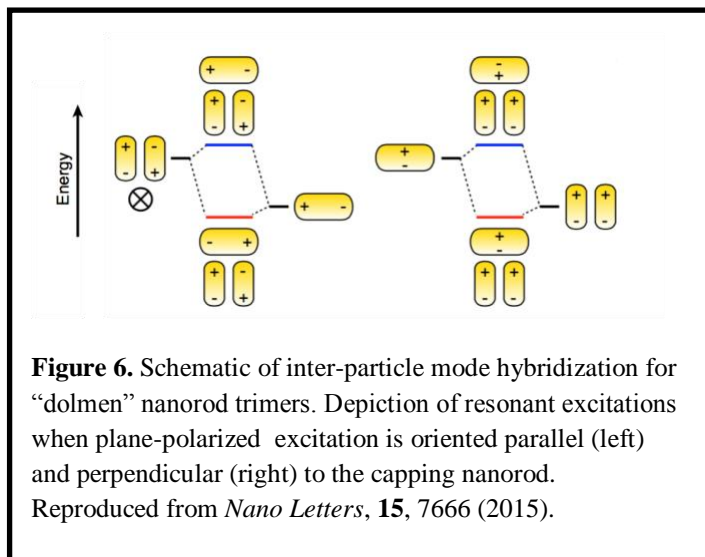 Energy
+ -
+ - - +
+ - - +
+ -
- +
+ - - +
- +
+ -
+ + - -
+ -
+ + - -
+ -
+ + - -
Figure 6. Schematic of inter-particle mode hybridization for
“dolmen” nanorod trimers. Depiction of resonant excitations
when plane-polarized excitation is oriented parallel (left)
and perpendicular (right) to the capping nanorod.
Reproduced from Nano Letters, 15, 7666 (2015).